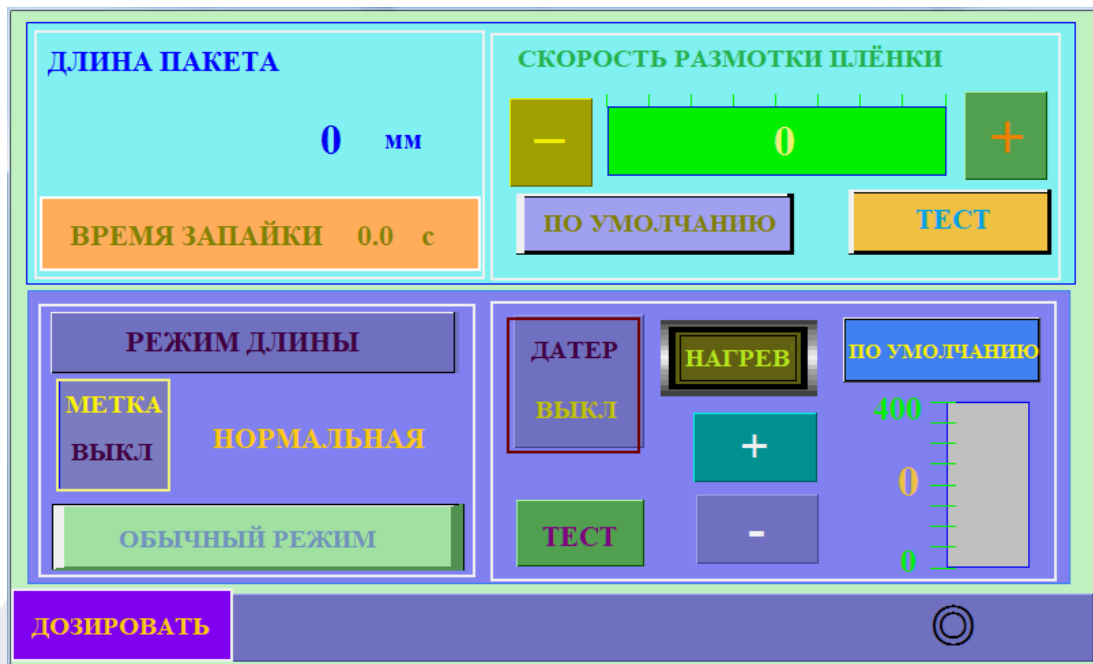 ДЛИНА ПАКЕТА
0 мм
ВРЕМЯ ЗАПАЙКИ 0.0 с
СКОРОСТЬ РАЗМОТКИ ПЛЁНКИ
– 0 +
ПО УМОЛЧАНИЮ ТЕСТ
РЕЖИМ ДЛИНЫ
МЕТКА
ВЫКЛ
НОРМАЛЬНАЯ
ОБЫЧНЫЙ РЕЖИМ
ДАТЕР
ВЫКЛ
НАГРЕВ
ПО УМОЛЧАНИЮ
+
-
ТЕСТ
400
0
0
ДОЗИРОВАТЬ